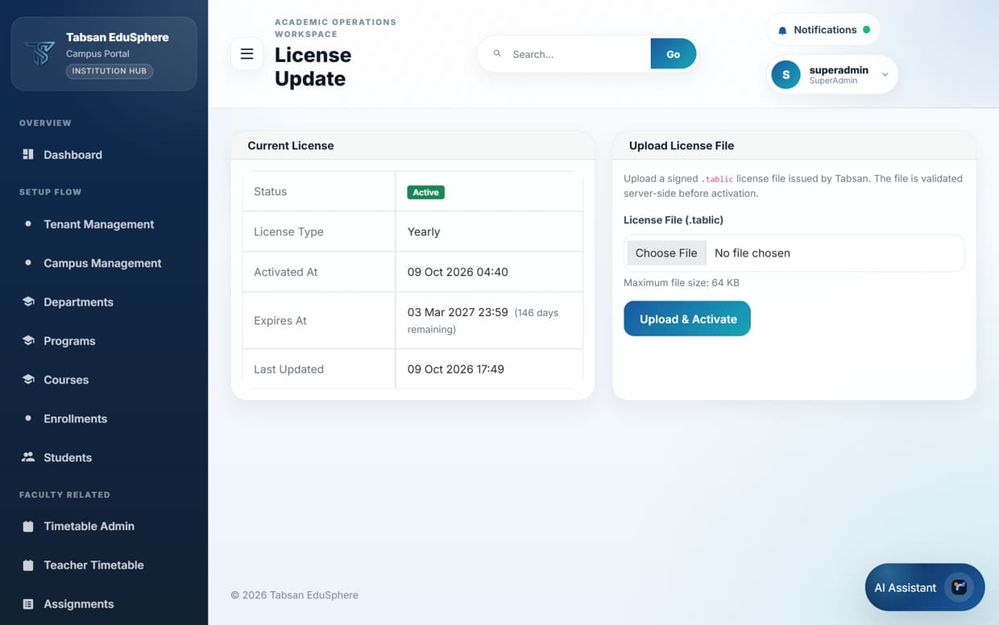 Tabsan EduSphere
Campus Portal
INSTITUTION HUB
OVERVIEW
Dashboard
SETUP FLOW
Tenant Management
Campus Management
Departments
Programs
Courses
Enrollments
Students
FACULTY RELATED
Timetable Admin
Teacher Timetable
Assignments
ACADEMIC OPERATIONS
WORKSPACE
License
Update
Search...
Go
Notifications
S
superadmin
SuperAdmin
Current License
Status
Active
License Type
Yearly
Activated At
09 Oct 2026 04:40
Expires At
03 Mar 2027 23:59 (146 days
remaining)
Last Updated
09 Oct 2026 17:49
Upload License File
Upload a signed .tablic license file issued by Tabsan. The file is validated
server-side before activation.
License File (.tablic)
Choose File No file chosen
Maximum file size: 64 KB
Upload & Activate
© 2026 Tabsan EduSphere
AI Assistant